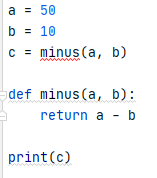 a = 50
b = 10
c = minus(a, b)
def minus(a, b):
    return a - b
print(c)